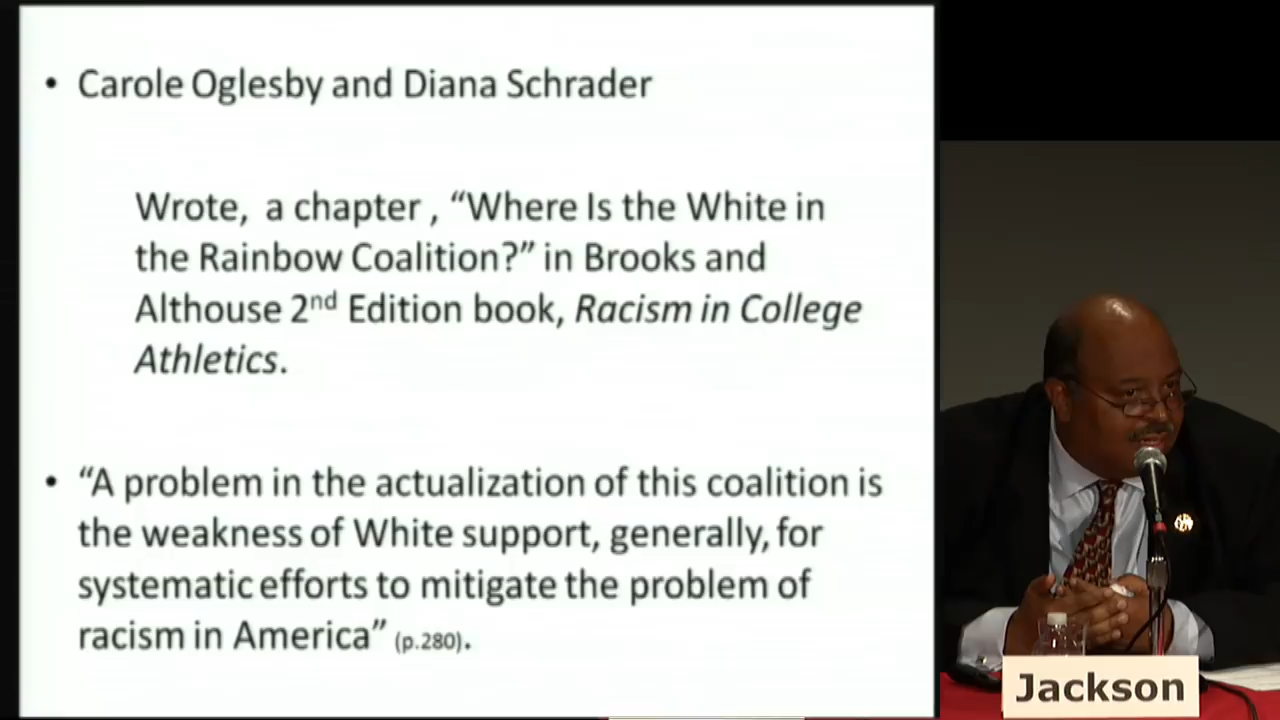 • Carole Oglesby and Diana Schrader
Wrote, a chapter , “Where Is the White in
the Rainbow Coalition?” in Brooks and
Althouse 2nd Edition book, Racism in College
Athletics.
• “A problem in the actualization of this coalition is
the weakness of White support, generally, for
systematic efforts to mitigate the problem of
racism in America” (p.280).
Jackson